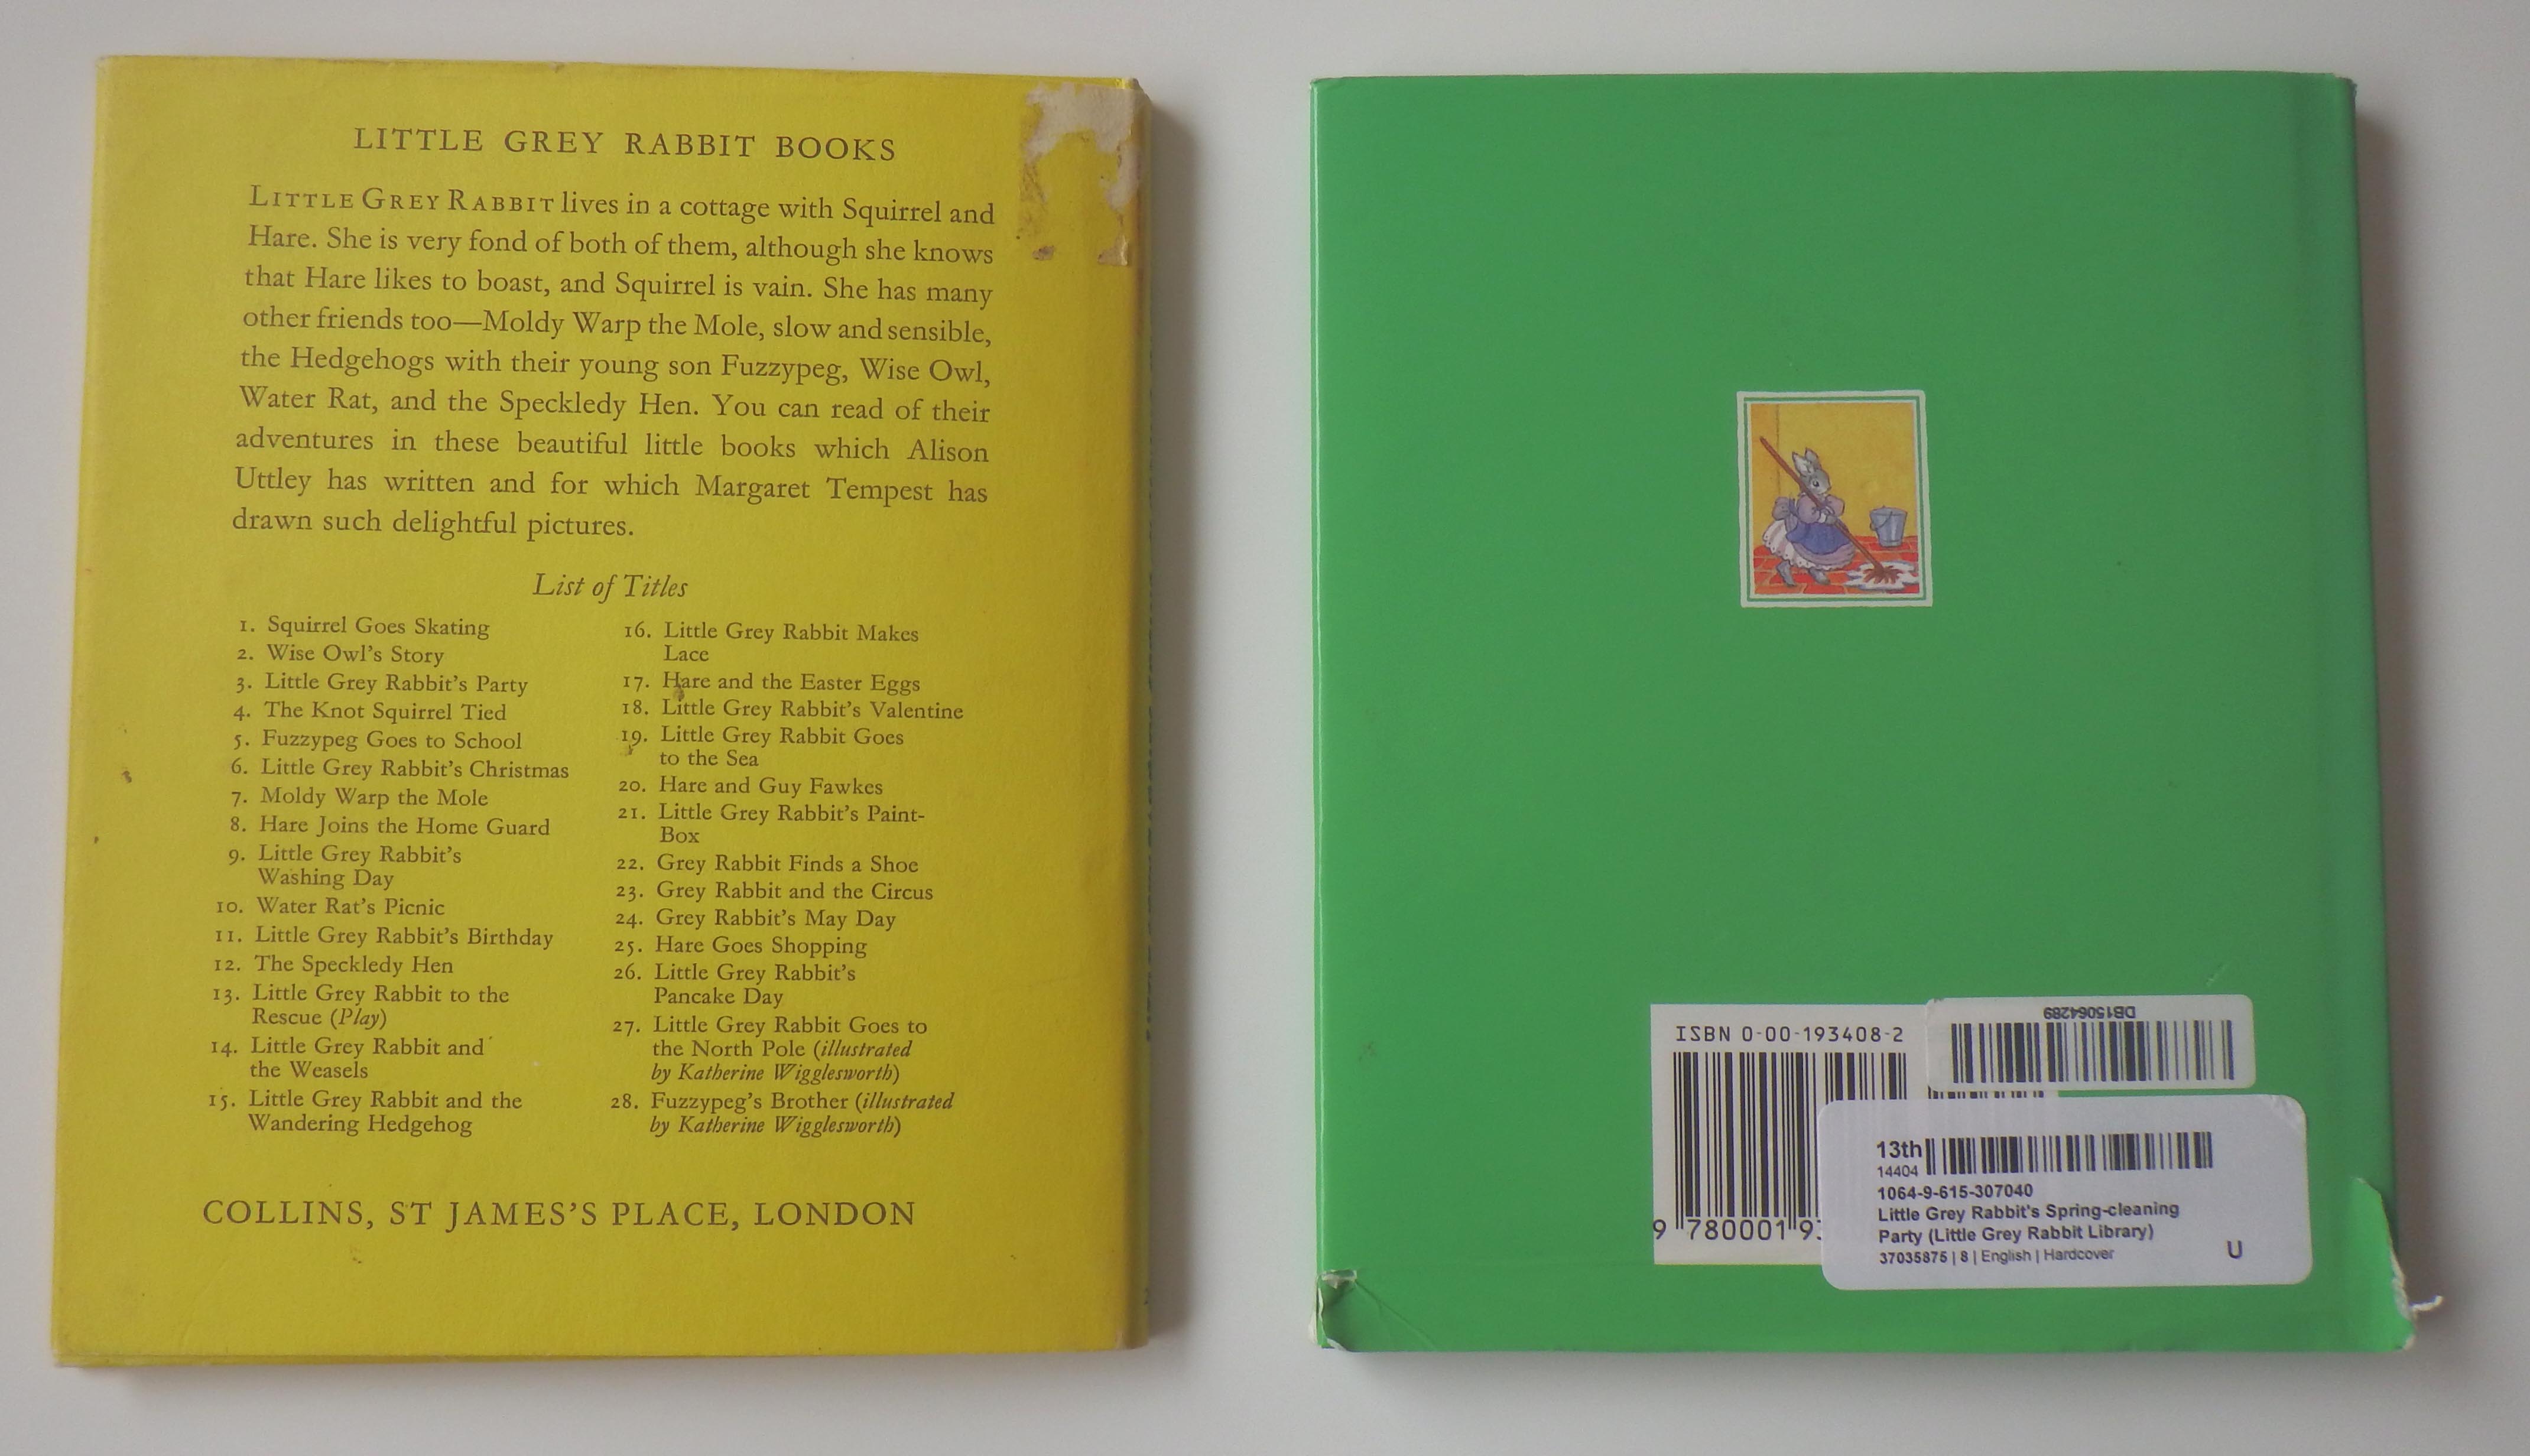 LITTLE GREY RABBIT BOOKS
LITTLE GREY RABBIT lives in a cottage with Squirrel and
Hare. She is very fond of both of them, although she knows
that Hare likes to boast, and Squirrel is vain. She has many
other friends too—Moldy Warp the Mole, slow and sensible,
the Hedgehogs with their young son Fuzzypeg, Wise Owl,
Water Rat, and the Speckledy Hen. You can read of their
adventures in these beautiful little books which Alison
Uttley has written and for which Margaret Tempest has
drawn such delightful pictures.
List of Titles
1. Squirrel Goes Skating
2. Wise Owl's Story
3. Little Grey Rabbit's Party
4. The Knot Squirrel Tied
5. Fuzzypeg Goes to School
6. Little Grey Rabbit's Christmas
7. Moldy Warp the Mole
8. Hare Joins the Home Guard
9. Little Grey Rabbit's
Washing Day
10. Water Rat's Picnic
11. Little Grey Rabbit's Birthday
12. The Speckledy Hen
13. Little Grey Rabbit to the
Rescue (Play)
14. Little Grey Rabbit and
the Weasels
15. Little Grey Rabbit and the
Wandering Hedgehog
16. Little Grey Rabbit Makes
Lace
17. Hare and the Easter Eggs
18. Little Grey Rabbit's Valentine
19. Little Grey Rabbit Goes
to the Sea
20. Hare and Guy Fawkes
21. Little Grey Rabbit's Paint-
Box
22. Grey Rabbit Finds a Shoe
23. Grey Rabbit and the Circus
24. Grey Rabbit's May Day
25. Hare Goes Shopping
26. Little Grey Rabbit's
Pancake Day
27. Little Grey Rabbit Goes to
the North Pole (illustrated
by Katherine Wigglesworth)
28. Fuzzypeg's Brother (illustrated
by Katherine Wigglesworth)
COLLINS, ST JAMES'S PLACE, LONDON
ISBN 0-00-193408-2
DB15064289
9 780001 93
13th
14404
1064-9-615-307040
Little Grey Rabbit's Spring-cleaning
Party (Little Grey Rabbit Library)
37035875 | 8 | English | Hardcover
U